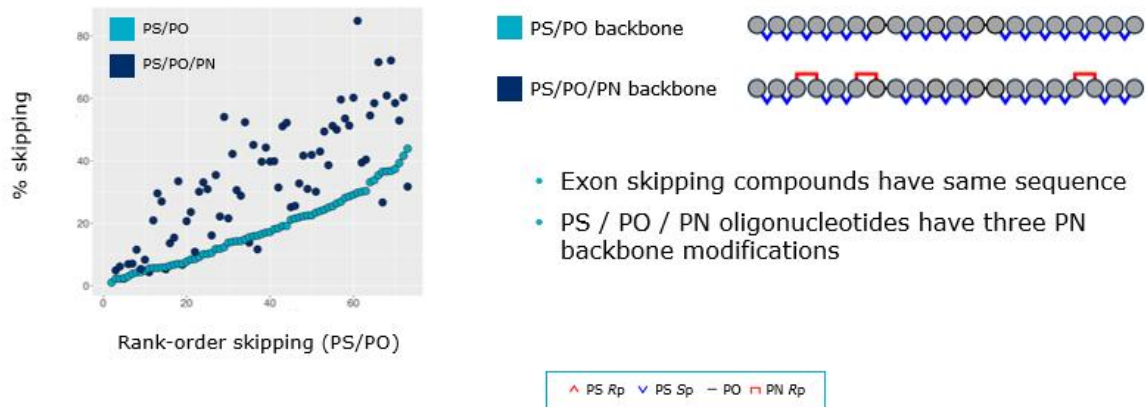 80
60
40
20
0
0
20
40
60
% skipping
Rank-order skipping (PS/PO)
PS/PO
PS/PO/PN
PS/PO backbone
PS/PO/PN backbone
• Exon skipping compounds have same sequence
• PS / PO / PN oligonucleotides have three PN
backbone modifications
PS Rp PS Sp PO PN Rp